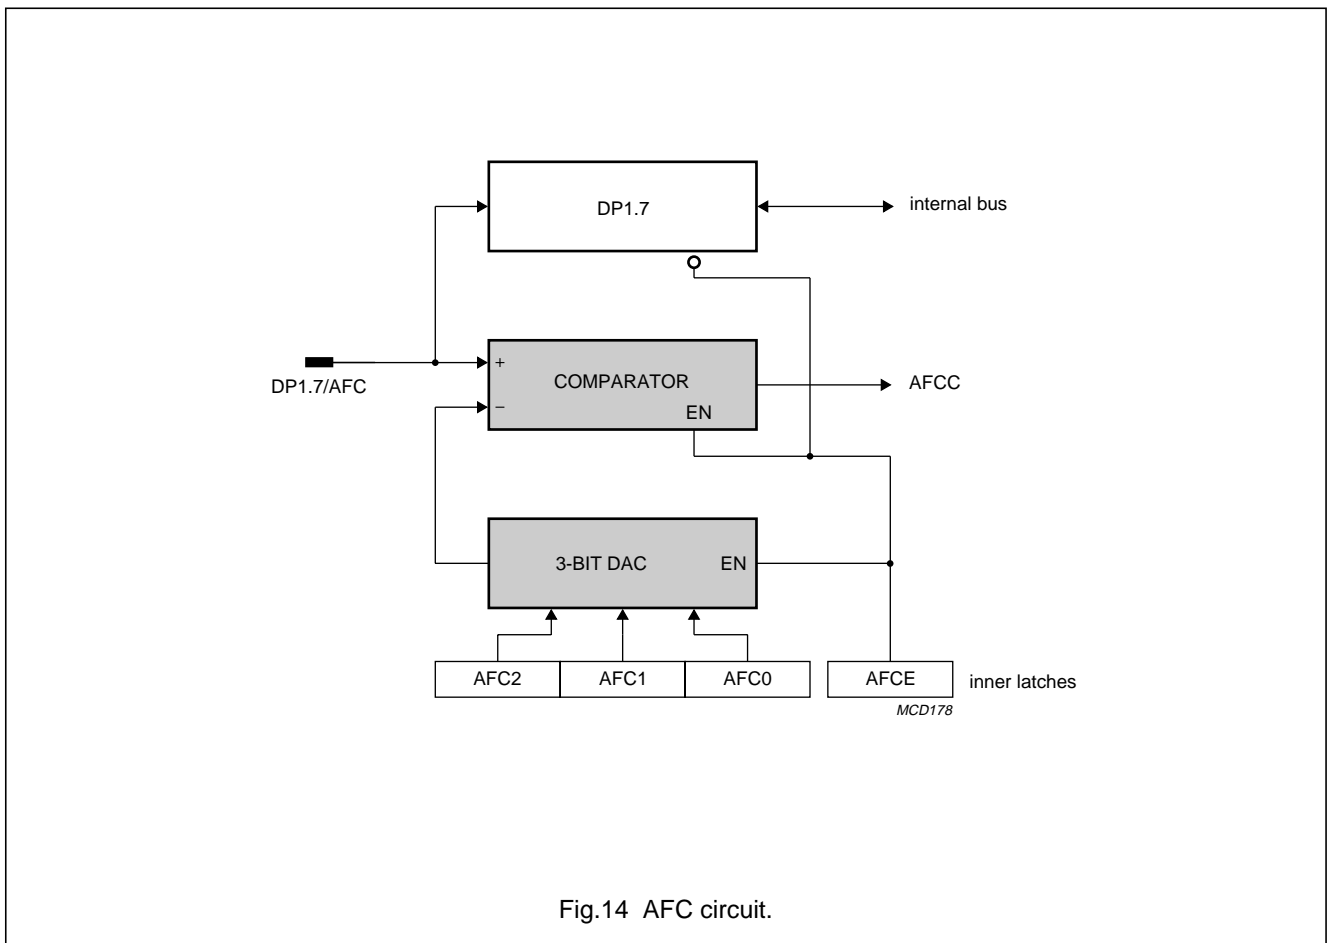 DP1.7
internal bus
DP1.7/AFC
+
COMPARATOR
AFCC
−
EN
3-BIT DAC
EN
AFC2
AFC1
AFC0
AFCE
inner latches
MCD178
Fig.14 AFC circuit.